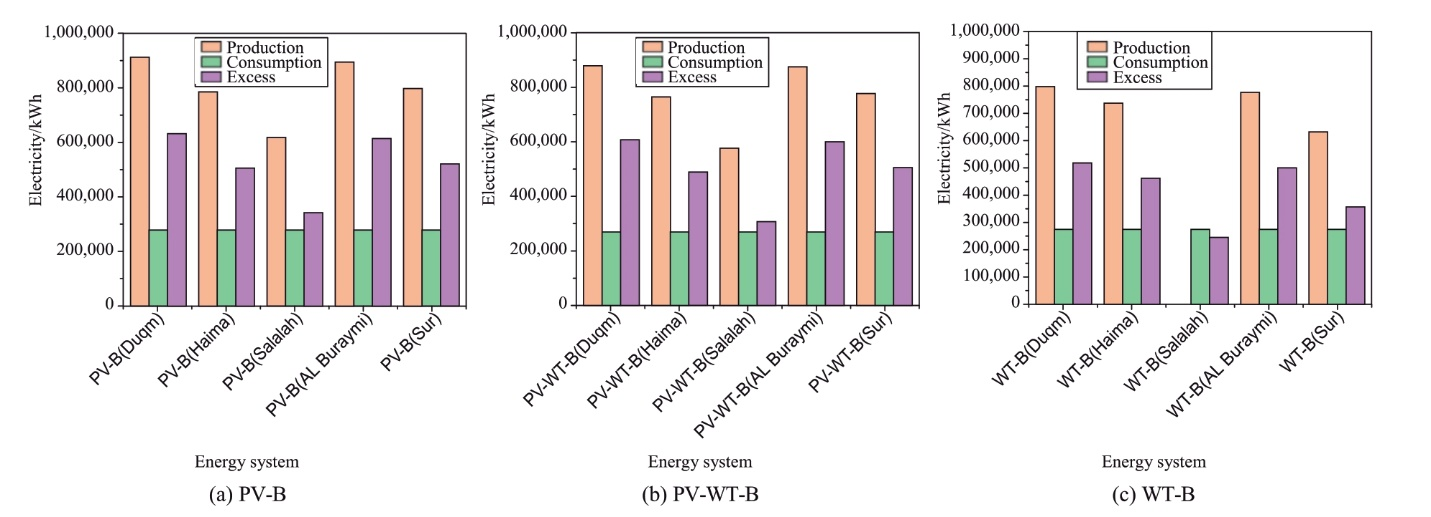 1,000,000
800,000
600,000
400,000
200,000
0
Electricity/kWh
Production
Consumption
Excess
PV-B(Duqm)
PV-B(Haima)
PV-B(Salalah)
PV-B(AL Buraymi)
PV-B(Sur)
Energy system
(a) PV-B
1,000,000
800,000
600,000
400,000
200,000
0
Electricity/kWh
Production
Consumption
Excess
PV-WT-B(Duqm)
PV-WT-B(Haima)
PV-WT-B(Salalah)
PV-WT-B(AL Buraymi)
PV-WT-B(Sur)
Energy system
(b) PV-WT-B
1,000,000
900,000
800,000
700,000
600,000
500,000
400,000
300,000
200,000
100,000
0
Electricity/kWh
Production
Consumption
Excess
WT-B(Duqm)
WT-B(Haima)
WT-B(Salalah)
WT-B(AL Buraymi)
WT-B(Sur)
Energy system
(c) WT-B